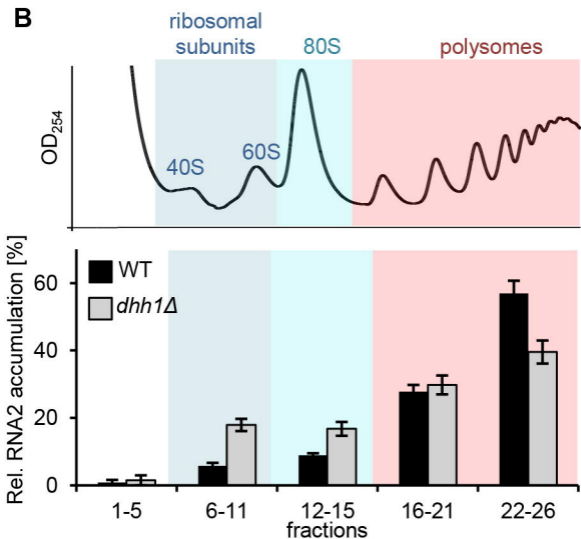 B
ribosomal
subunits
80S
polysomes
OD254
40S
60S
Rel. RNA2 accumulation [%]
60
40
20
0
WT
dhh1Δ
1-5
6-11
12-15
16-21
22-26
fractions